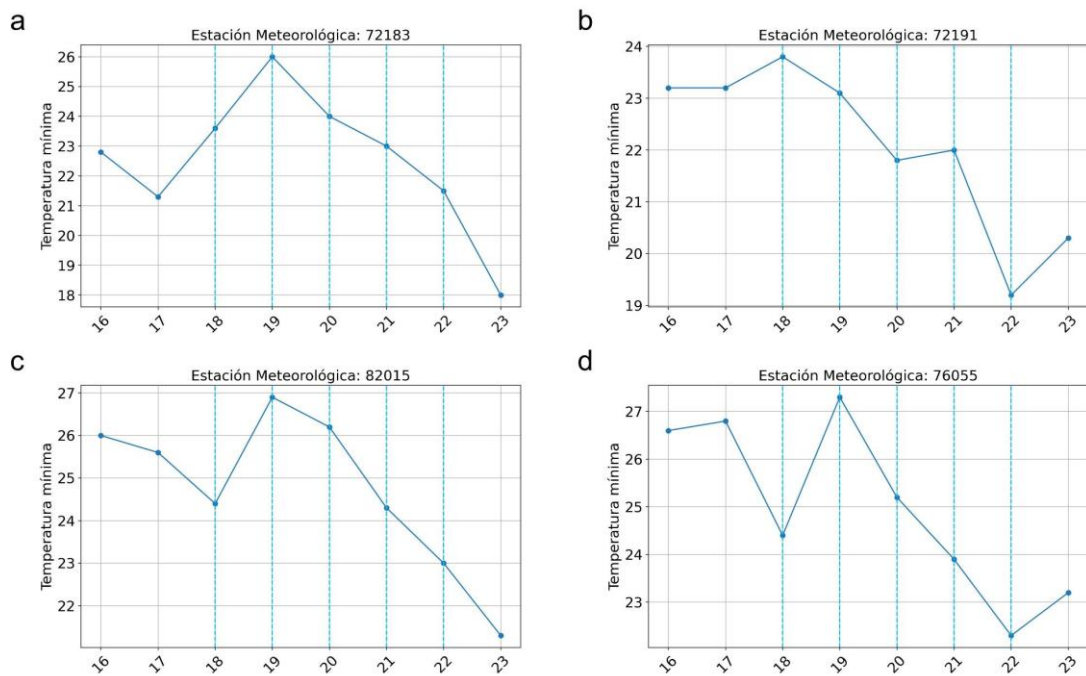 a
Estación Meteorológica: 72183
Temperatura mínima
26
25
24
23
22
21
20
19
18
16 17 18 19 20 21 22 23
b
Estación Meteorológica: 72191
Temperatura mínima
24
23
22
21
20
19
16 17 18 19 20 21 22 23
c
Estación Meteorológica: 82015
Temperatura mínima
27
26
25
24
23
22
16 17 18 19 20 21 22 23
d
Estación Meteorológica: 76055
Temperatura mínima
27
26
25
24
23
16 17 18 19 20 21 22 23